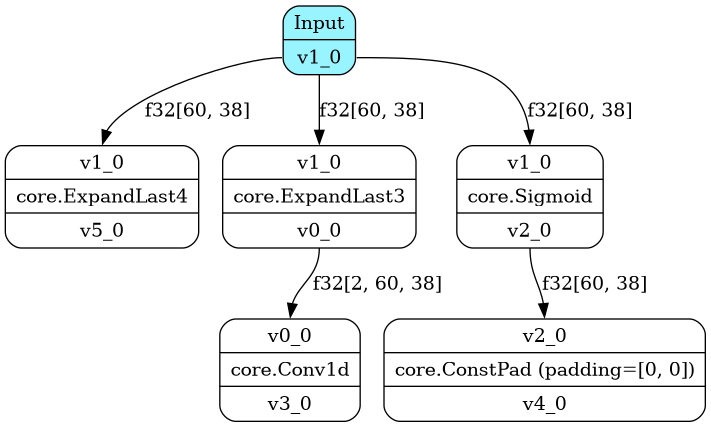 Input
v1_0
f32[60, 38]
f32[60, 38]
f32[60, 38]
v1_0
core.ExpandLast4
v5_0
v1_0
core.ExpandLast3
v0_0
v1_0
core.Sigmoid
v2_0
f32[2, 60, 38]
f32[60, 38]
v0_0
core.Conv1d
v3_0
v2_0
core.ConstPad (padding=[0, 0])
v4_0